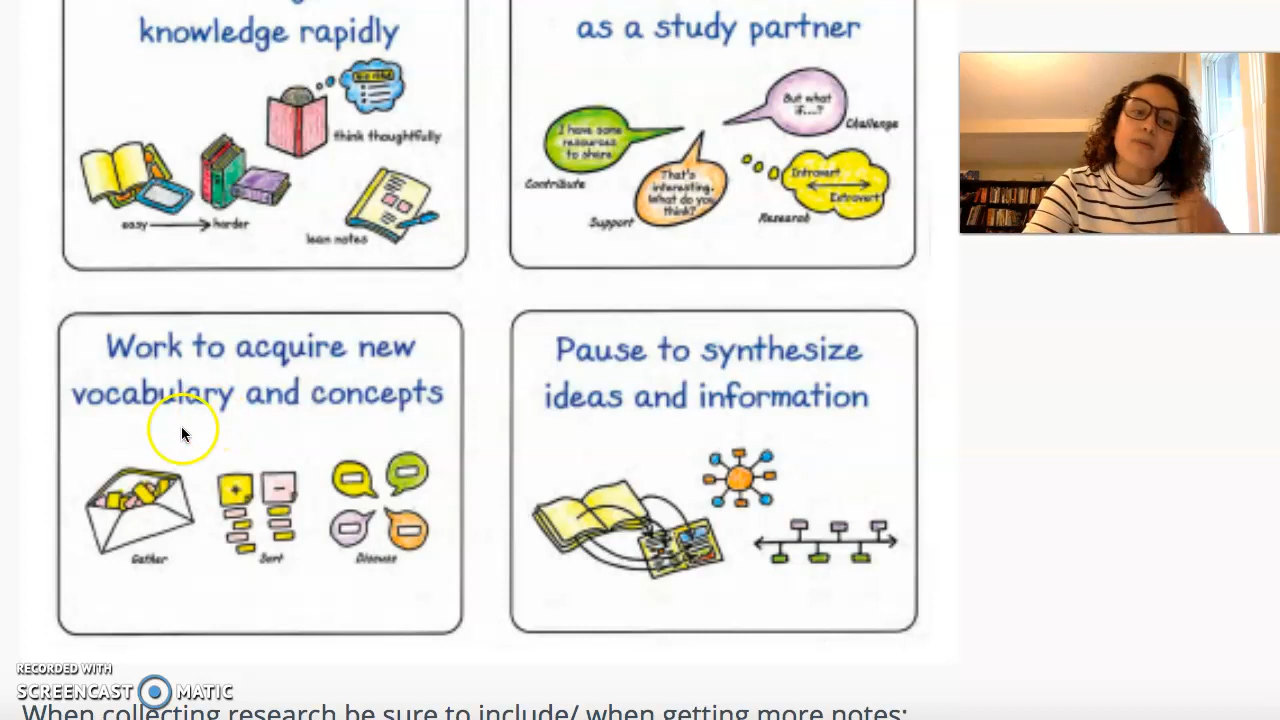 knowledge rapidly
think thoughtfully
easy
harder
lean notes
as a study partner
But what
if...?
Challenge
I have some
resources
to share
Contribute
That's
interesting.
What do you
think?
Support
Introvert
Extrovert
Research
Work to acquire new
vocabulary and concepts
Gather
+
-
Sort
Discuss
Pause to synthesize
ideas and information
RECORDED WITH
SCREENCAST MATIC
When collecting research be sure to include/ when getting more notes: